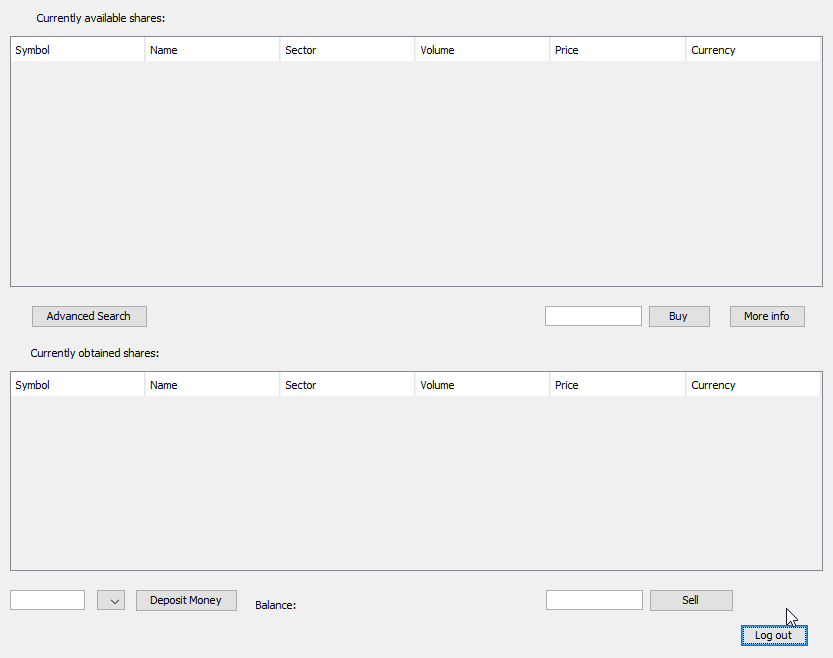 Currently available shares:
Symbol Name Sector Volume Price Currency
Advanced Search Buy More info
Currently obtained shares:
Symbol Name Sector Volume Price Currency
Deposit Money Balance: Sell
Log out